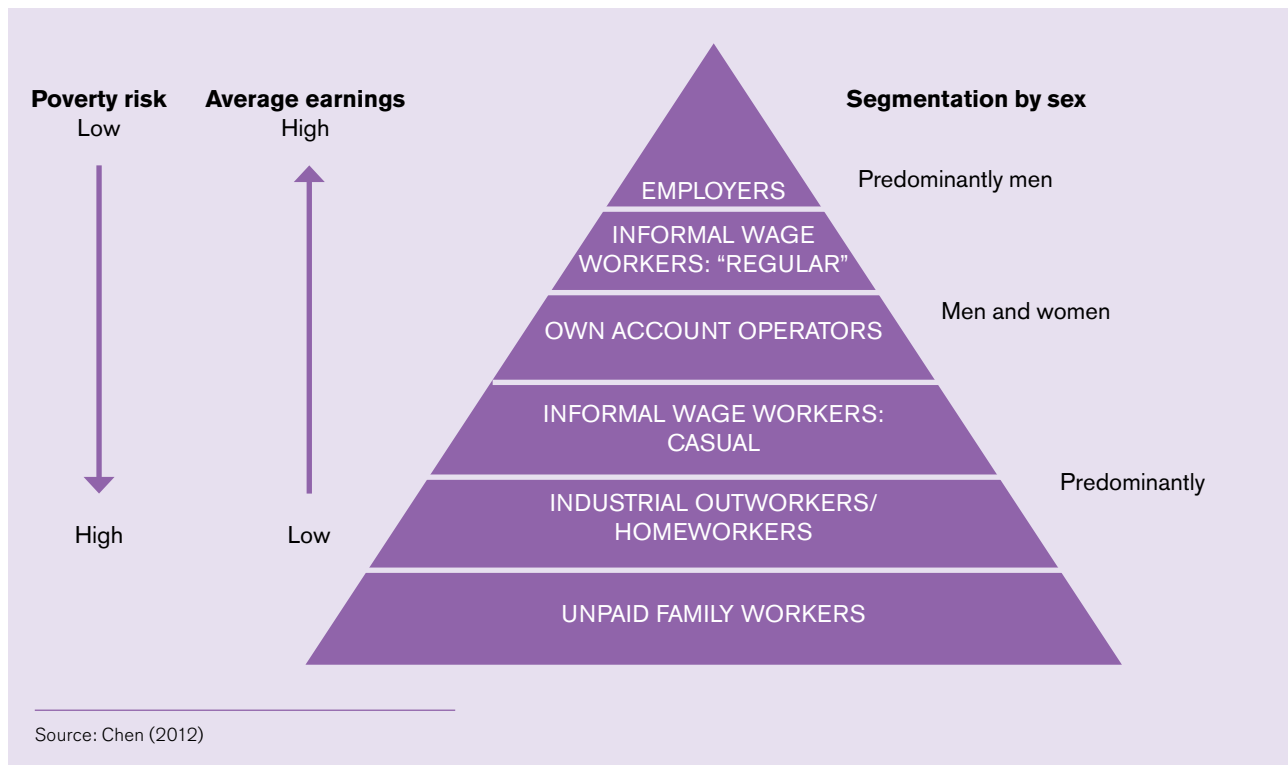 Poverty risk
Low
High
Average earnings
High
Low
EMPLOYERS
INFORMAL WAGE
WORKERS: “REGULAR”
OWN ACCOUNT OPERATORS
INFORMAL WAGE WORKERS:
CASUAL
INDUSTRIAL OUTWORKERS/
HOMEWORKERS
UNPAID FAMILY WORKERS
Segmentation by sex
Predominantly men
Men and women
Predominantly
Source: Chen (2012)